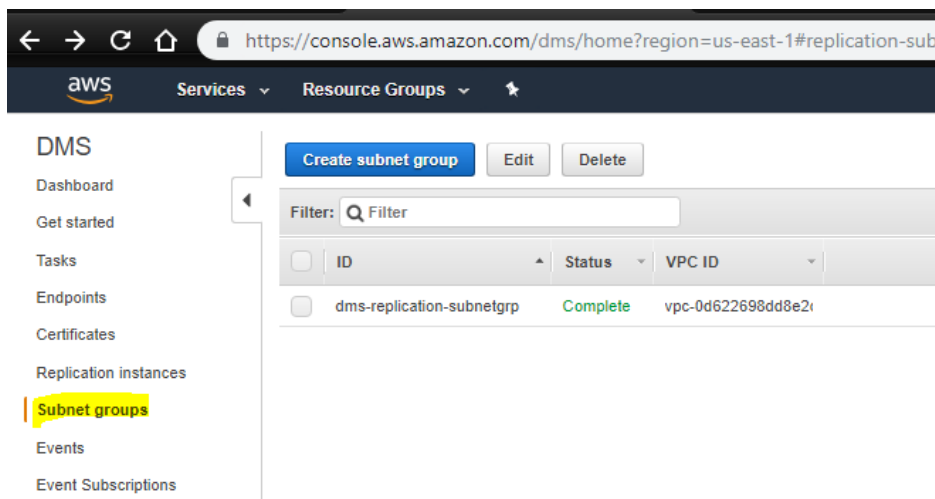 https://console.aws.amazon.com/dms/home?region=us-east-1#replication-sub
aws Services Resource Groups
DMS
Dashboard
Get started
Tasks
Endpoints
Certificates
Replication instances
Subnet groups
Events
Event Subscriptions
Create subnet group Edit Delete
Filter: Filter
ID Status VPC ID
dms-replication-subnetgrp Complete vpc-0d622698dd8e2